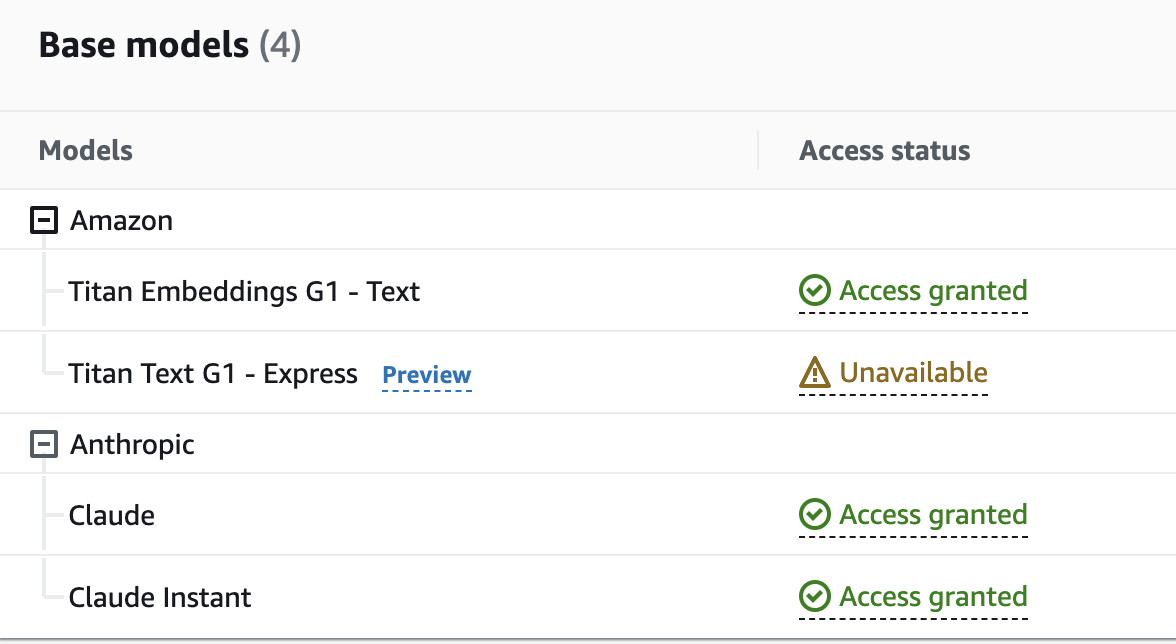 Base models (4)
Models Access status
Amazon
Titan Embeddings G1 - Text Access granted
Titan Text G1 - Express Preview Unavailable
Anthropic
Claude Access granted
Claude Instant Access granted